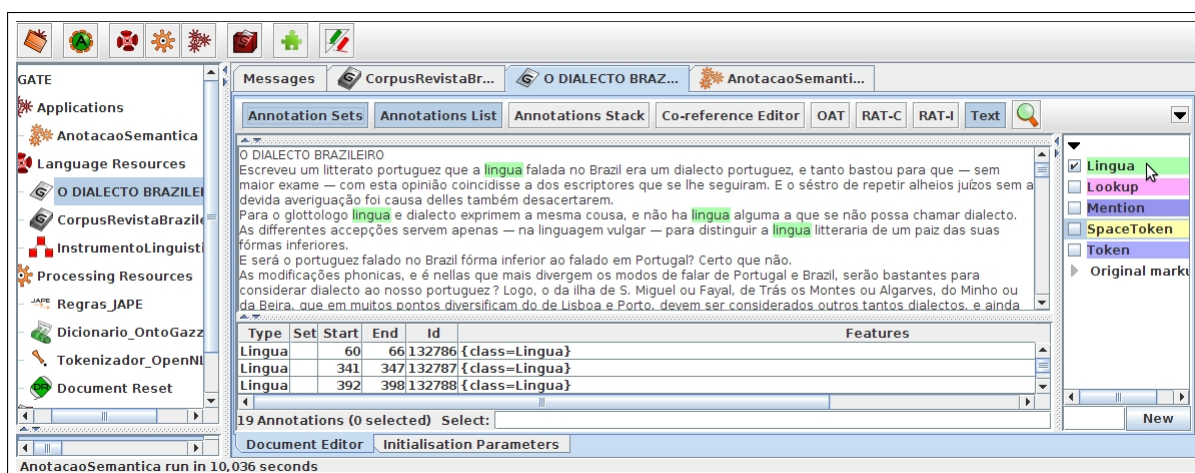 GATE
Applications
AnotacaoSemantica
Language Resources
O DIALECTO BRAZILEI
CorpusRevistaBrazile
InstrumentoLinguisti
Processing Resources
Regras_JAPE
Dicionario_OntoGazz
Tokenizador_OpenNL
Document Reset
Messages CorpusRevistaBr... O DIALECTO BRAZ... AnotacaoSemanti...
Annotation Sets Annotations List Annotations Stack Co-reference Editor OAT RAT-C RAT-I Text
O DIALECTO BRAZILEIRO
Escreveu um litterato portuguez que a lingua falada no Brazil era um dialecto portuguez, e tanto bastou para que — sem
maior exame — com esta opinião coincidisse a dos escriptores que se lhe seguiram. E o séstro de repetir alheios juízos sem a
devida averiguação foi causa delles também desacertarem.
Para o glottologo lingua e dialecto exprimem a mesma cousa, e não ha lingua alguma a que se não possa chamar dialecto.
As differentes accepções servem apenas — na linguagem vulgar — para distinguir a lingua litteraria de um paiz das suas
fórmas inferiores.
E será o portuguez falado no Brazil fórma inferior ao falado em Portugal? Certo que não.
As modificações phonicas, e é nellas que mais divergem os modos de falar de Portugal e Brazil, serão bastantes para
considerar dialecto ao nosso portuguez ? Logo, o da ilha de S. Miguel ou Fayal, de Trás os Montes ou Algarves, do Minho ou
da Beira, que em muitos pontos diversificam do de Lisboa e Porto, devem ser considerados outros tantos dialectos, e ainda
Type Set Start End Id Features
Lingua 60 66 132786 {class=Lingua}
Lingua 341 347 132787 {class=Lingua}
Lingua 392 398 132788 {class=Lingua}
19 Annotations (0 selected) Select:
Document Editor Initialisation Parameters
Lingua
Lookup
Mention
SpaceToken
Token
Original marku
New
AnotacaoSemantica run in 10,036 seconds